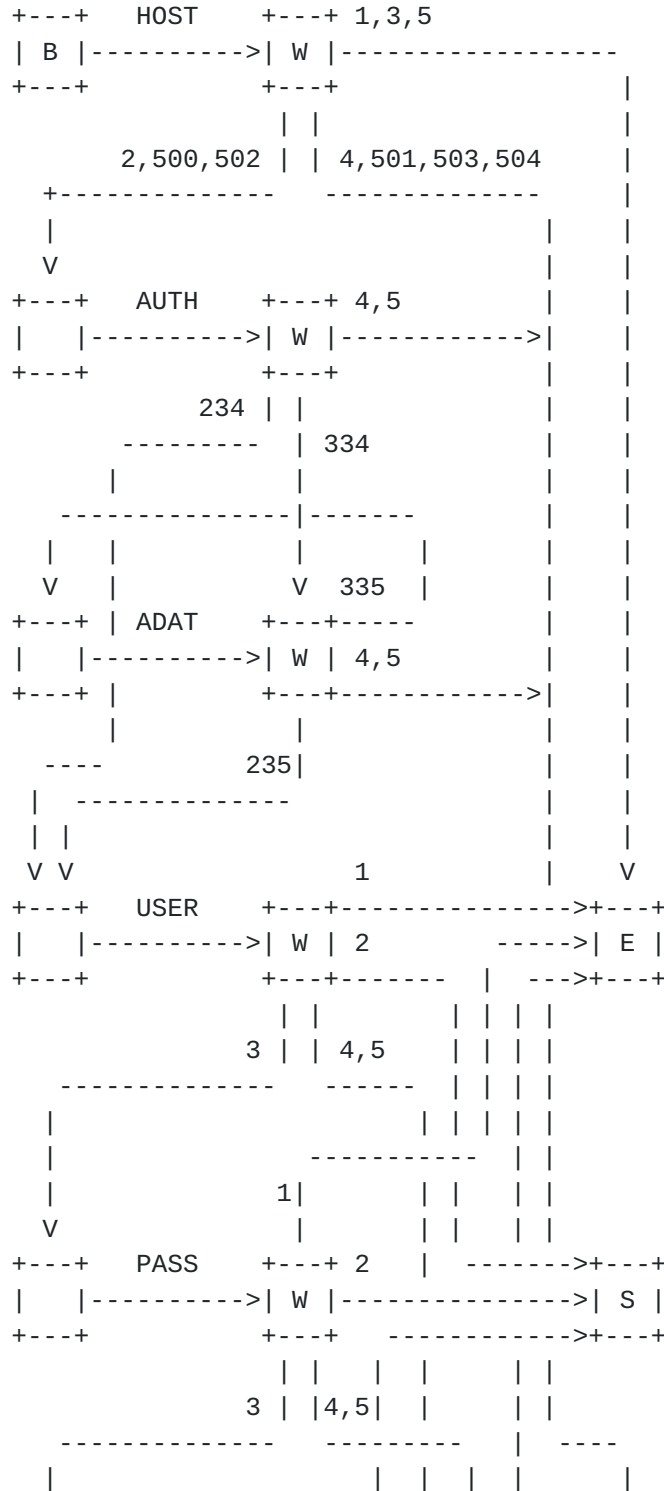 +---+   HOST    +---+ 1,3,5
| B |---------->| W |------------------
+---+           +---+                  |
                 | |                   |
       2,500,502 | | 4,501,503,504     |
  +--------------   --------------     |
  |                               |    |
  V                               |    |
+---+   AUTH    +---+ 4,5         |    |
|   |---------->| W |------------>|    |
+---+           +---+             |    |
            234 | |               |    |
       ---------  | 334           |    |
      |           |               |    |
   ---------------|-------        |    |
  |   |           |       |       |    |
  V   |           V  335  |       |    |
+---+ | ADAT    +---+-----        |    |
|   |---------->| W | 4,5         |    |
+---+ |         +---+------------>|    |
      |           |               |    |
  ----         235|               |    |
 |  --------------                |    |
 | |                              |    |
 V V                  1           |    V
+---+   USER    +---+--------------->+---+
|   |---------->| W | 2        ----->| E |
+---+           +---+-------  |  --->+---+
                 | |        | | | |
               3 | | 4,5    | | | |
   --------------   ------  | | | |
  |                       | | | | |
  |                -----------  | |
  |              1|       | |   | |
  V               |       | |   | |
+---+   PASS    +---+ 2   |  ------->+---+
|   |---------->| W |--------------->| S |
+---+           +---+   ------------>+---+
                 | |   |  |     | |
               3 | |4,5|  |     | |
   --------------   ---------   |  ----
  |                    |  |  |  |      |